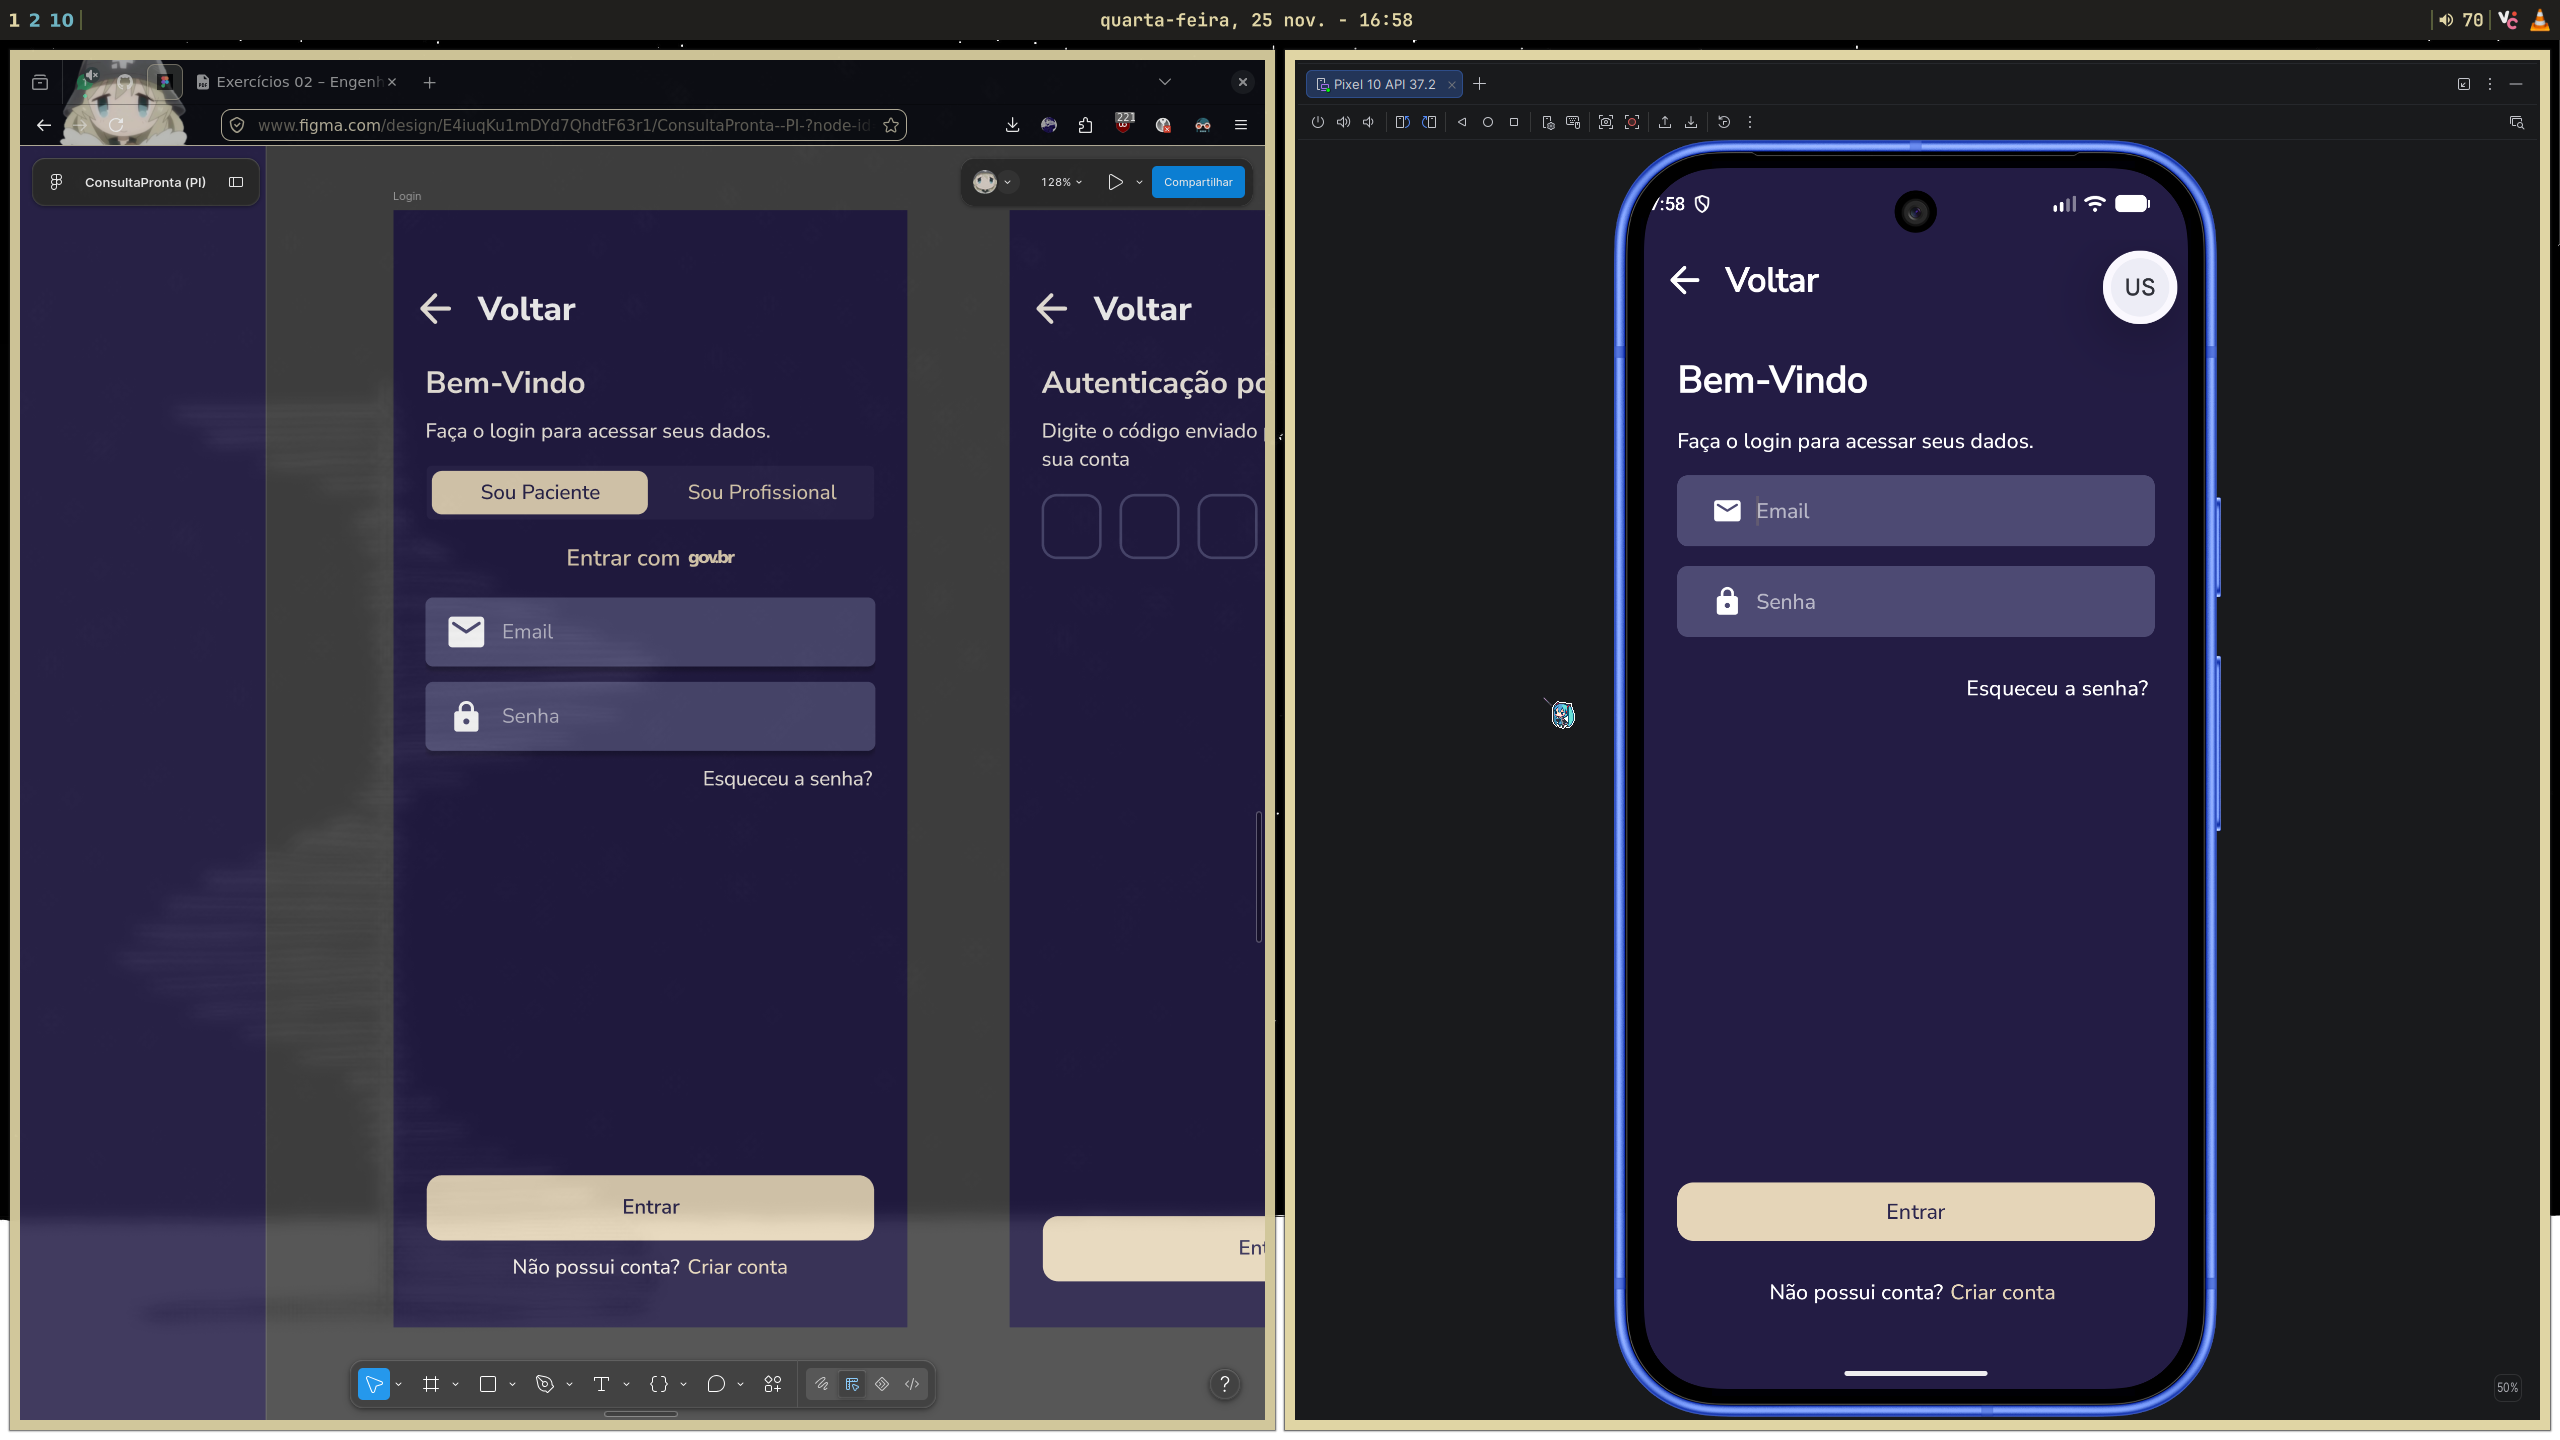 1 2 10
quarta-feira, 25 nov. - 16:58
70
Exercícios 02 – Engenh
www.figma.com/design/E4iuqKu1mDYd7QhdtF63r1/ConsultaPronta--PI-?node-id
221
ConsultaPronta (PI)
128%
Compartilhar
Login
Voltar
Bem-Vindo
Faça o login para acessar seus dados.
Sou Paciente
Sou Profissional
Entrar com gov.br
Email
Senha
Esqueceu a senha?
Entrar
Não possui conta? Criar conta
Voltar
Autenticação po
Digite o código enviado
sua conta
Ent
?
Pixel 10 API 37.2
7:58
Voltar
US
Bem-Vindo
Faça o login para acessar seus dados.
Email
Senha
Esqueceu a senha?
Entrar
Não possui conta? Criar conta
50%